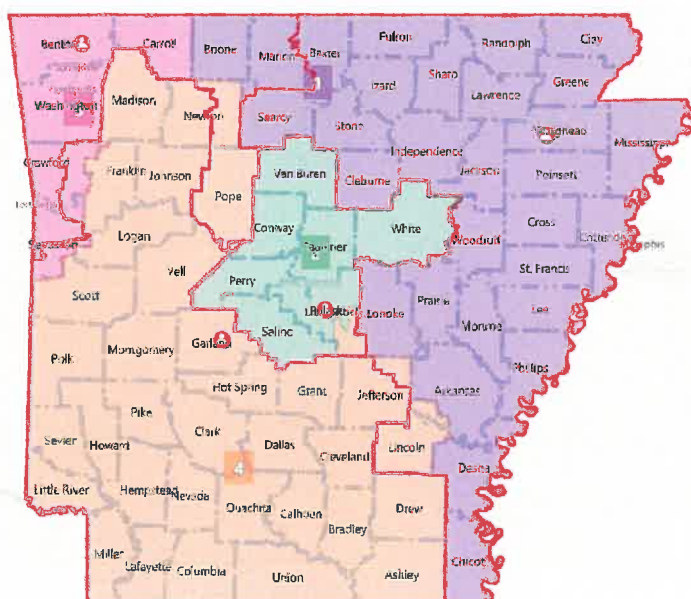 Benton
Carroll
Boone
Marion
Baxter
Fulton
Randolph
Clay
Izard
Sharp
Greene
Lawrence
Washington
Madison
Newton
Searcy
Stone
Independence
Craighead
Mississippi
Crawford
Franklin
Johnson
Van Buren
Cleburne
Jackson
Poinsett
Pope
Conway
White
Woodruff
Cross
Crittenden
Sebastian
Logan
Faulkner
St. Francis
Scott
Yell
Perry
Pulaski
Lonoke
Prairie
Lee
Saline
Monroe
Polk
Montgomery
Garland
Phillips
Hot Spring
Grant
Jefferson
Arkansas
Pike
Clark
Dallas
Lincoln
Sevier
Howard
Cleveland
4
Desha
Little River
Hempstead
Nevada
Ouachita
Calhoun
Drew
Bradley
Miller
Lafayette
Columbia
Union
Ashley
Chicot